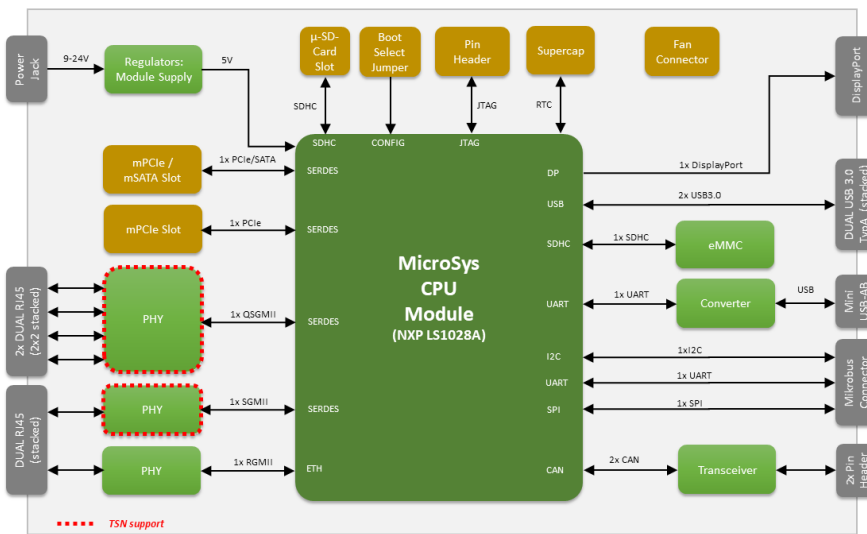 Power
Jack
9-24V
Regulators:
Module Supply
5V
µ-SD-
Card
Slot
Boot
Select
Jumper
Pin
Header
Supercap
Fan
Connector
DisplayPort
SDHC
JTAG
RTC
SDHC
CONFIG
JTAG
mPCIe /
mSATA Slot
1x PCIe/SATA
SERDES
DP
1x DisplayPort
USB
2x USB3.0
DUAL USB 3.0
TypA (stacked)
mPCIe Slot
1x PCIe
SERDES
SDHC
1x SDHC
eMMC
MicroSys
CPU
Module
(NXP LS1028A)
2x DUAL RJ45
(2x2 stacked)
PHY
1x QSGMII
SERDES
UART
1x UART
Converter
USB
Mini
USB-AB
I2C
1xI2C
UART
1x UART
SPI
1x SPI
Mikrobus
Connector
DUAL RJ45
(stacked)
PHY
1x SGMII
SERDES
PHY
1x RGMII
ETH
CAN
2x CAN
Transceiver
2x Pin
Header
TSN support